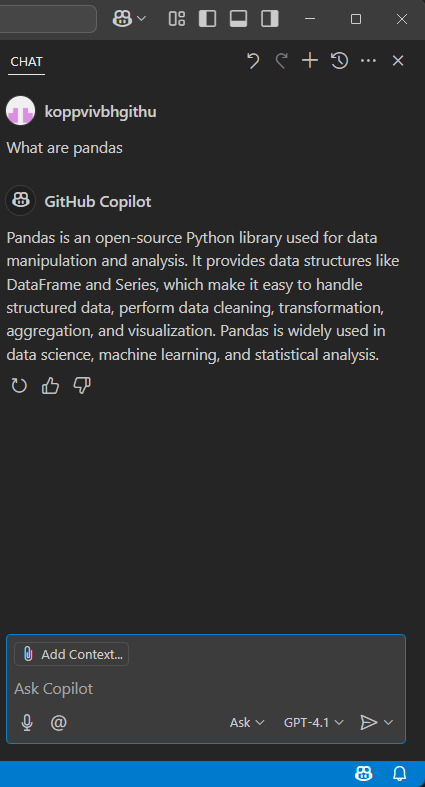 CHAT
koppvivbhgithu
What are pandas
GitHub Copilot
Pandas is an open-source Python library used for data
manipulation and analysis. It provides data structures like
DataFrame and Series, which make it easy to handle
structured data, perform data cleaning, transformation,
aggregation, and visualization. Pandas is widely used in
data science, machine learning, and statistical analysis.
Add Context...
Ask Copilot
@ Ask GPT-4.1